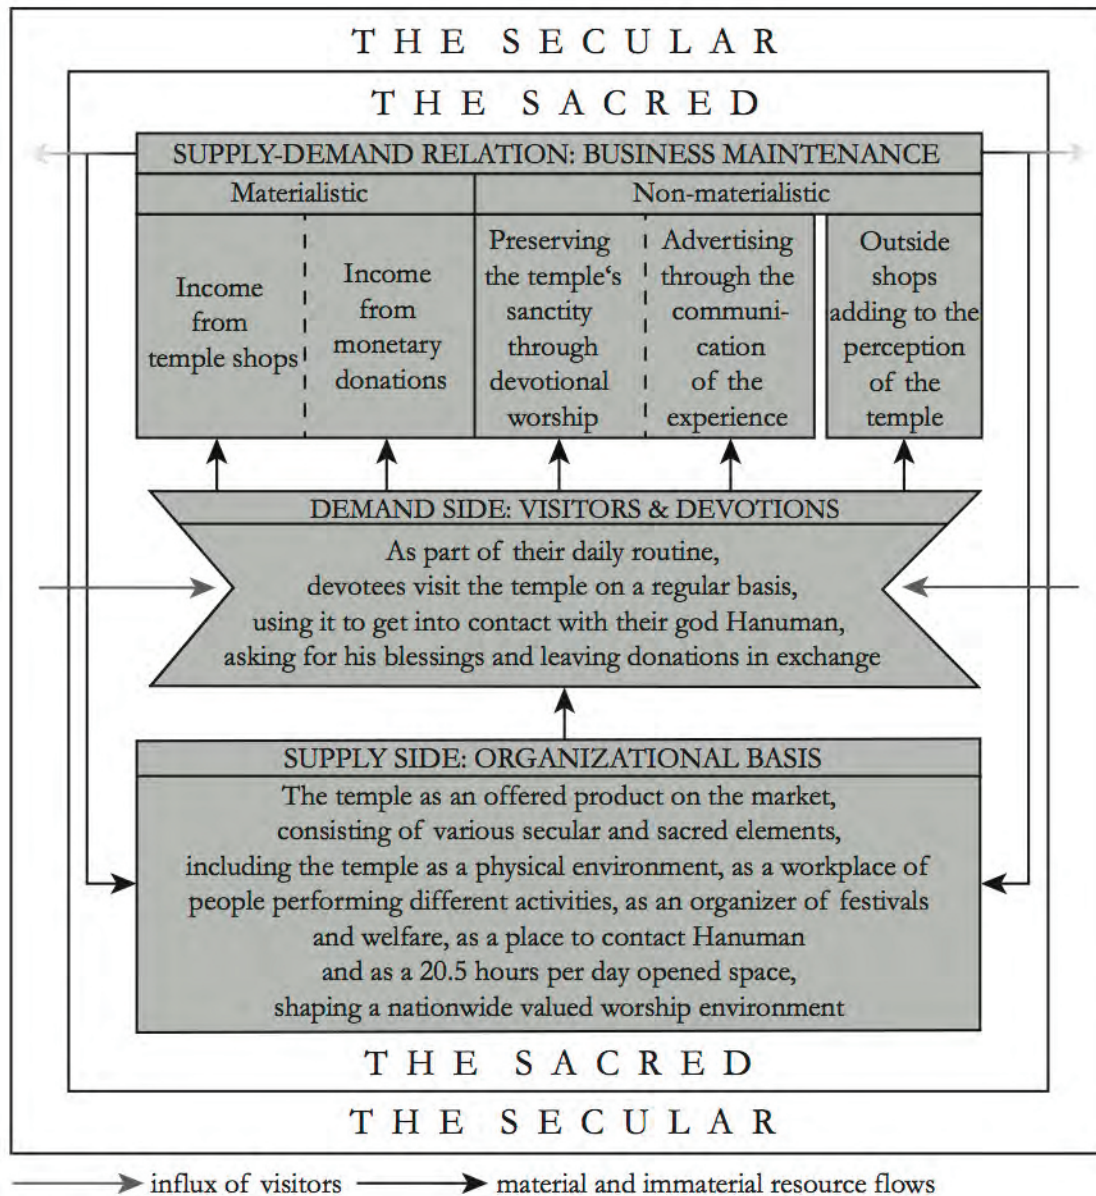 THE SECULAR
THE SACRED
SUPPLY-DEMAND RELATION: BUSINESS MAINTENANCE
Materialistic
Non-materialistic
Income
from
temple shops
Income
from
monetary
donations
Preserving
the temple‘s
sanctity
through
devotional
worship
Advertising
through the
communi-
cation
of the
experience
Outside
shops
adding to the
perception
of the
temple
DEMAND SIDE: VISITORS & DEVOTIONS
As part of their daily routine,
devotees visit the temple on a regular basis,
using it to get into contact with their god Hanuman,
asking for his blessings and leaving donations in exchange
SUPPLY SIDE: ORGANIZATIONAL BASIS
The temple as an offered product on the market,
consisting of various secular and sacred elements,
including the temple as a physical environment, as a workplace of
people performing different activities, as an organizer of festivals
and welfare, as a place to contact Hanuman
and as a 20.5 hours per day opened space,
shaping a nationwide valued worship environment
THE SACRED
THE SECULAR
influx of visitors
material and immaterial resource flows